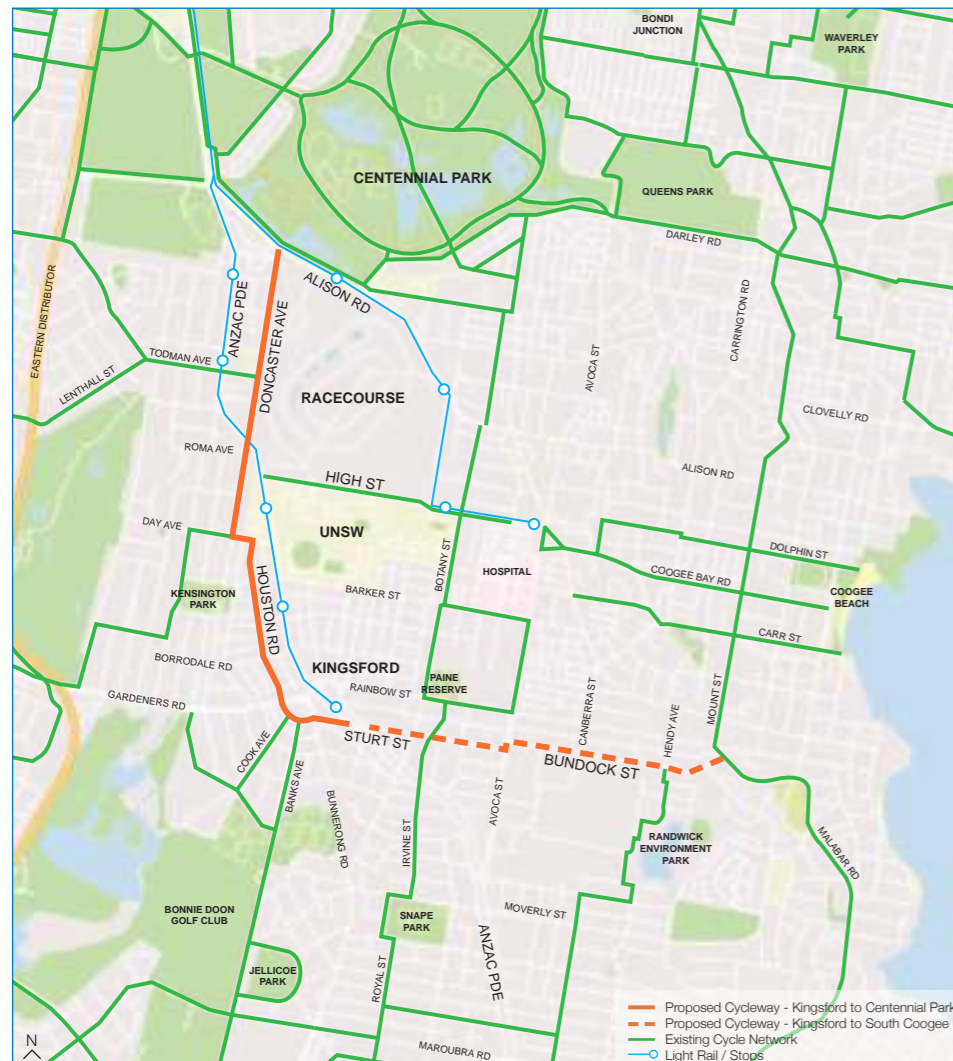 BONDI
JUNCTION
WAVERLEY
PARK
CENTENNIAL PARK
QUEENS PARK
DARLEY RD
EASTERN DISTRIBUTOR
ANZAC PDE
DONCASTER AVE
ALISON RD
CARRINGTON RD
AVOCA ST
TODMAN AVE
LENTHALL ST
RACECOURSE
CLOVELLY RD
ROMA AVE
ALISON RD
HIGH ST
DAY AVE
UNSW
BOTANY ST
HOSPITAL
DOLPHIN ST
COOGEE BAY RD
COOGEE
BEACH
KENSINGTON
PARK
HOUSTON RD
BARKER ST
CARR ST
BORRODALE RD
KINGSFORD
PAINE
RESERVE
RAINBOW ST
GARDENERS RD
CANBERRA ST
HENDY AVE
MOUNT ST
COOK AVE
STURT ST
BUNDOCK ST
BANKS AVE
BUNNERONG RD
IRVINE ST
AVOCA ST
RANDWICK
ENVIRONMENT
PARK
MALABAR RD
BONNIE DOON
GOLF CLUB
SNAPE
PARK
MOVERLY ST
ANZAC PDE
JELLICOE
PARK
ROYAL ST
MAROUBRA RD
N
Proposed Cycleway - Kingsford to Centennial Park
Proposed Cycleway - Kingsford to South Coogee
Existing Cycle Network
Light Rail / Stops